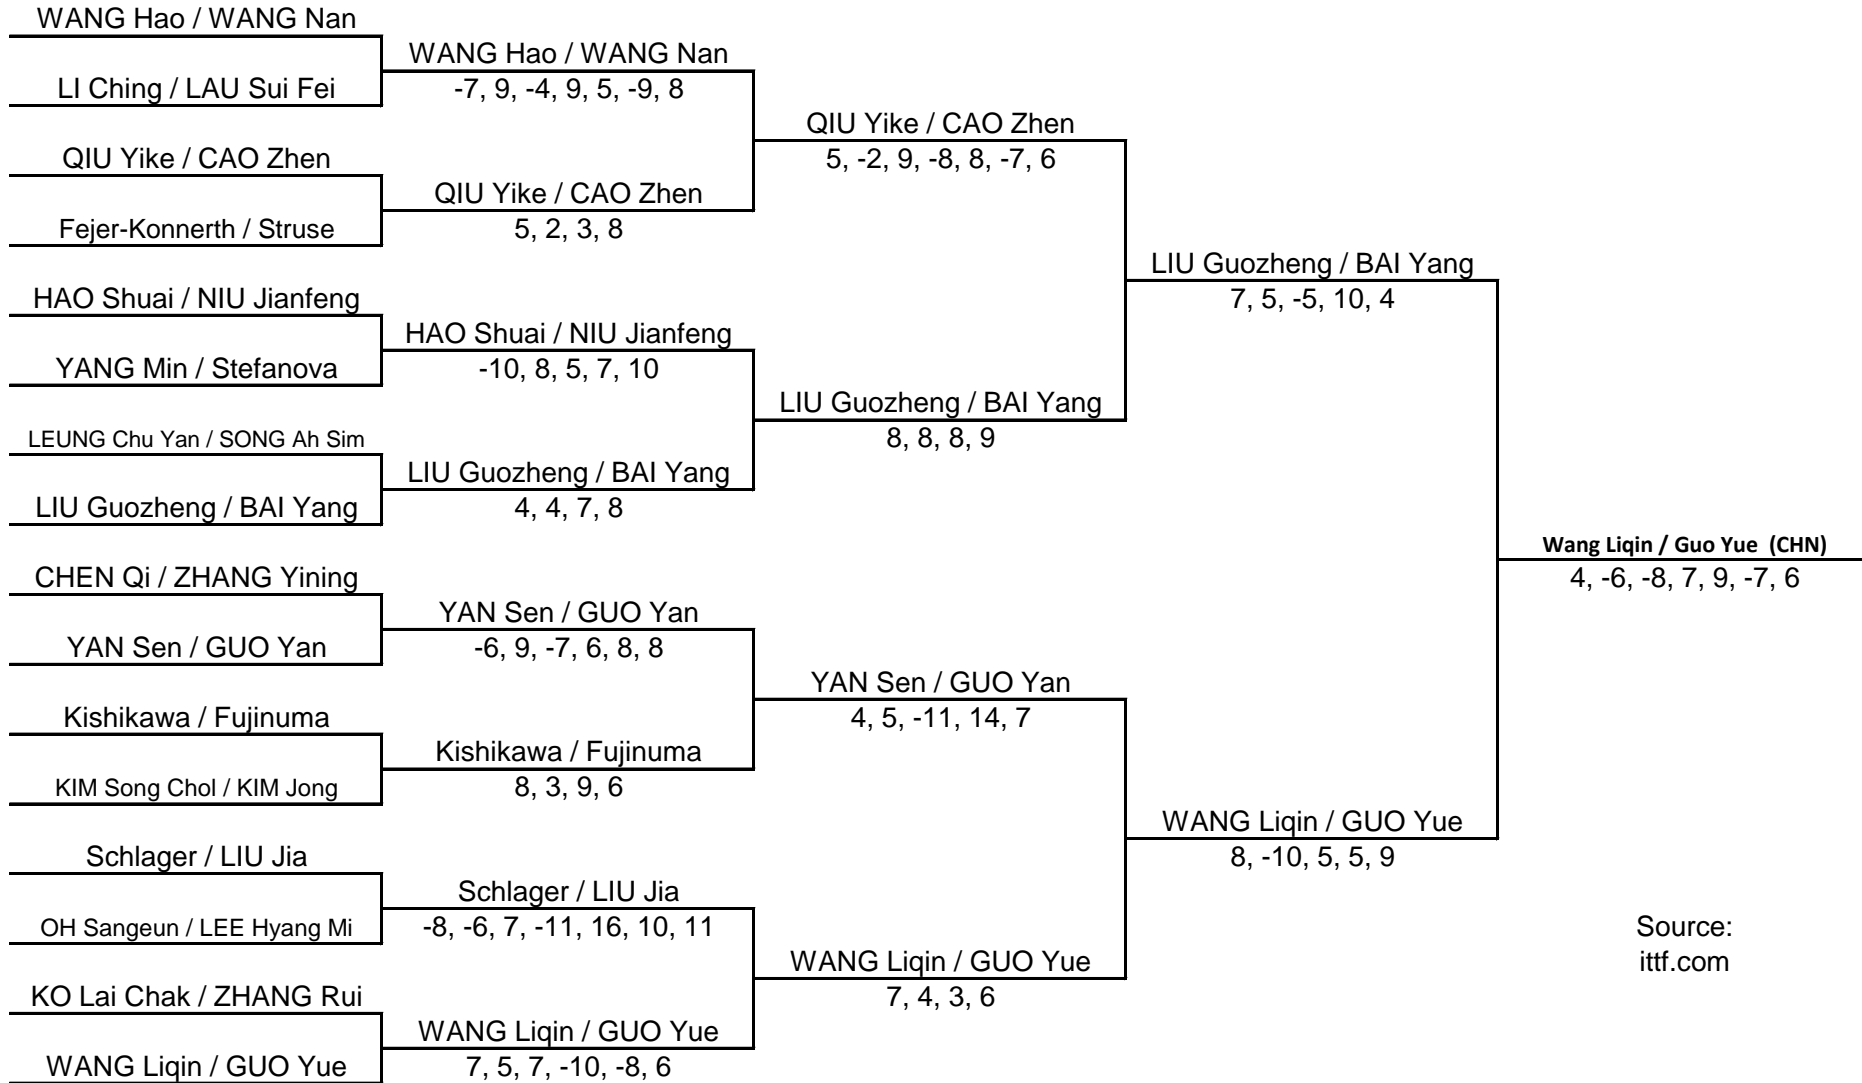 WANG Hao / WANG Nan
LI Ching / LAU Sui Fei
QIU Yike / CAO Zhen
Fejer-Konnerth / Struse
HAO Shuai / NIU Jianfeng
YANG Min / Stefanova
LEUNG Chu Yan / SONG Ah Sim
LIU Guozheng / BAI Yang
CHEN Qi / ZHANG Yining
YAN Sen / GUO Yan
Kishikawa / Fujinuma
KIM Song Chol / KIM Jong
Schlager / LIU Jia
OH Sangeun / LEE Hyang Mi
KO Lai Chak / ZHANG Rui
WANG Liqin / GUO Yue
WANG Hao / WANG Nan
-7, 9, -4, 9, 5, -9, 8
QIU Yike / CAO Zhen
5, 2, 3, 8
HAO Shuai / NIU Jianfeng
-10, 8, 5, 7, 10
LIU Guozheng / BAI Yang
4, 4, 7, 8
YAN Sen / GUO Yan
-6, 9, -7, 6, 8, 8
Kishikawa / Fujinuma
8, 3, 9, 6
Schlager / LIU Jia
-8, -6, 7, -11, 16, 10, 11
WANG Liqin / GUO Yue
7, 5, 7, -10, -8, 6
QIU Yike / CAO Zhen
5, -2, 9, -8, 8, -7, 6
LIU Guozheng / BAI Yang
8, 8, 8, 9
YAN Sen / GUO Yan
4, 5, -11, 14, 7
WANG Liqin / GUO Yue
7, 4, 3, 6
LIU Guozheng / BAI Yang
7, 5, -5, 10, 4
WANG Liqin / GUO Yue
8, -10, 5, 5, 9
Wang Liqin / Guo Yue (CHN)
4, -6, -8, 7, 9, -7, 6
Source:
ittf.com